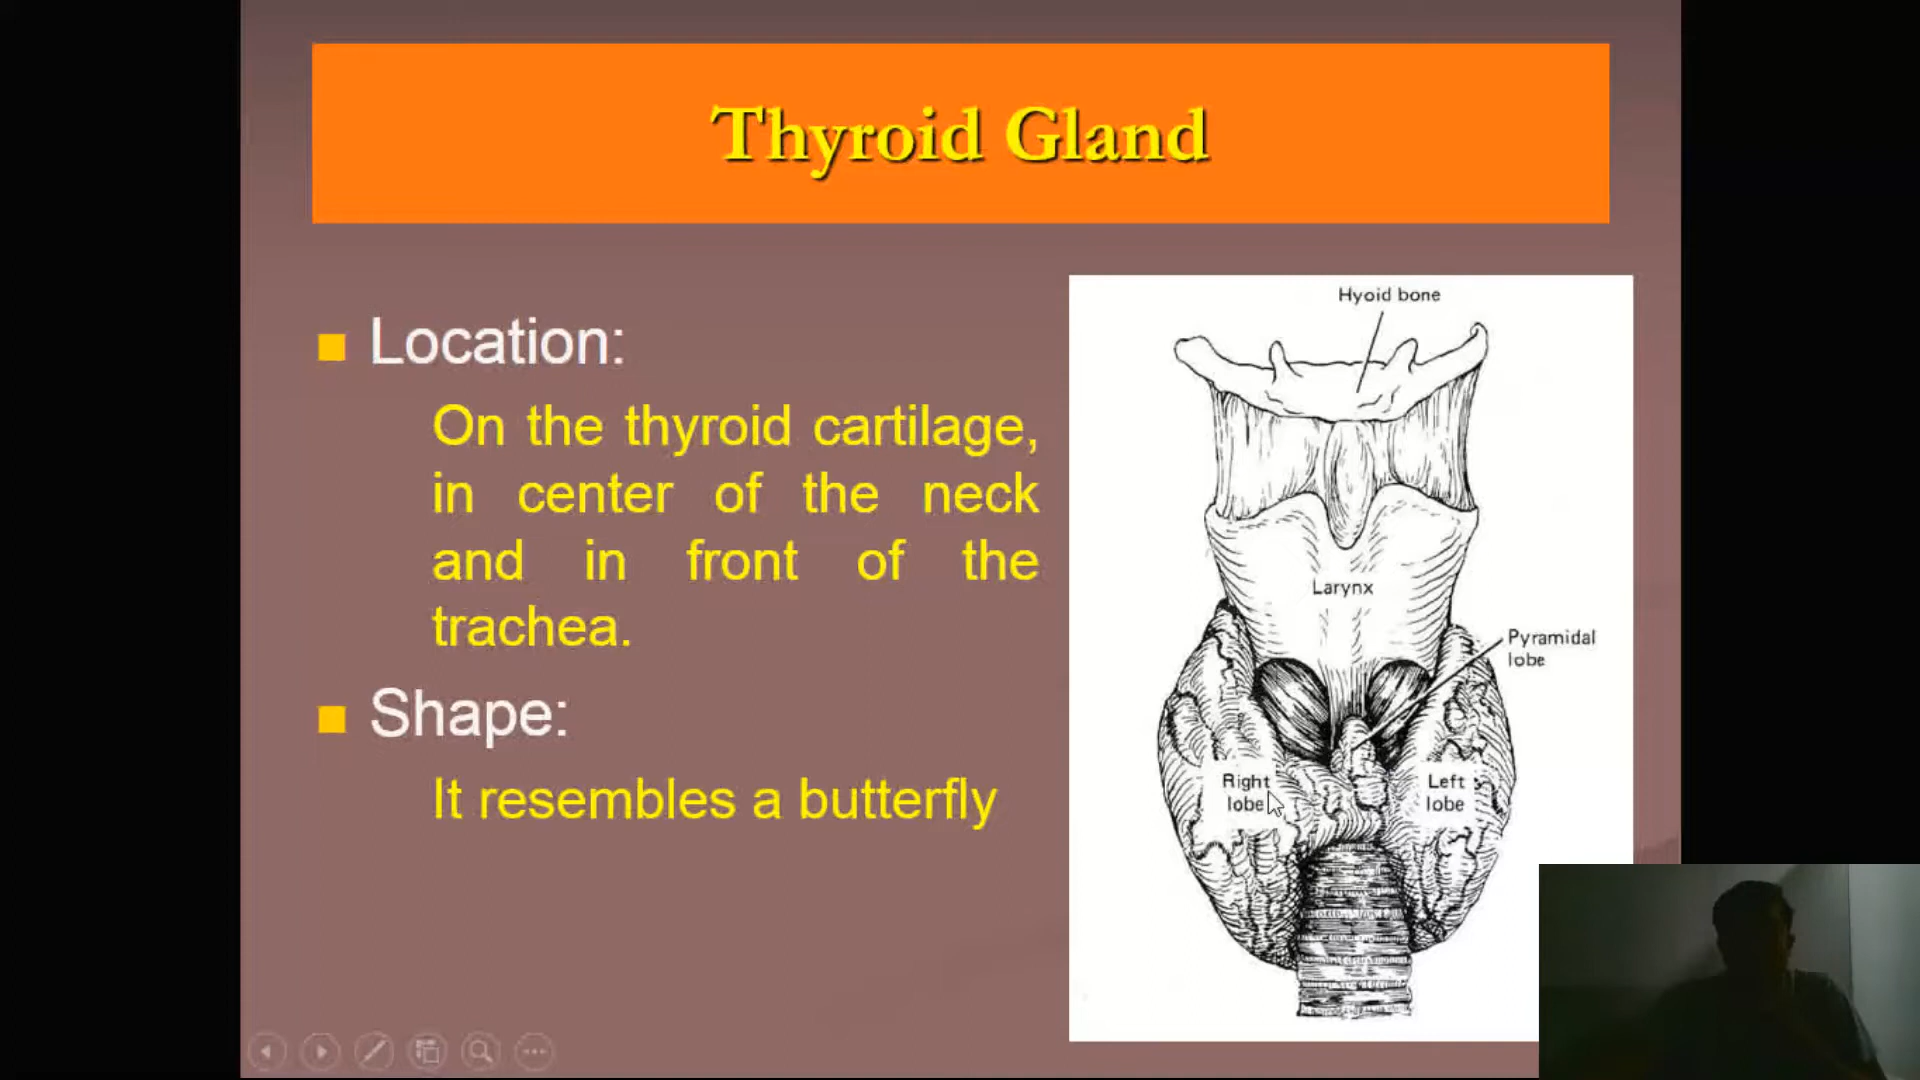 Thyroid Gland
Location:
On the thyroid cartilage,
in center of the neck
and in front of the
trachea.
Shape:
It resembles a butterfly
Hyoid bone
Larynx
Pyramidal
lobe
Right
lobe
Left
lobe